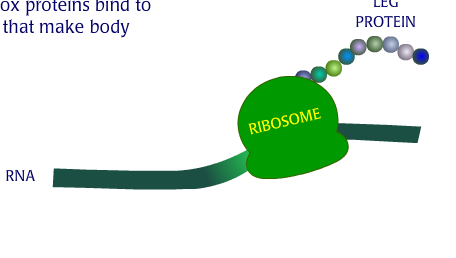 ox proteins bind to
that make body
LEG
PROTEIN
RIBOSOME
RNA